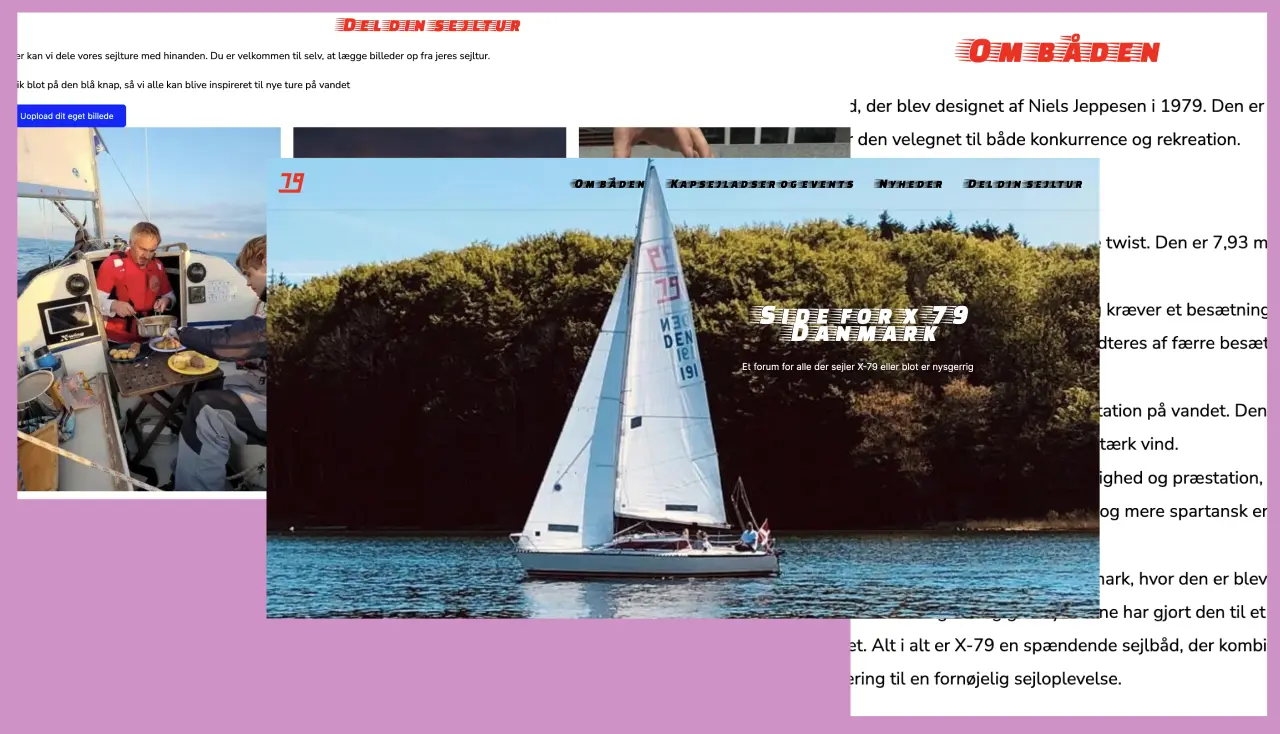 Del din sejltur
er kan vi dele vores sejlture med hinanden. Du er velkommen til selv, at lægge billeder op fra jeres sejltur.
ik blot på den blå knap, så vi alle kan blive inspireret til nye ture på vandet
Uopload dit eget billede
79
Om båden
Kapsejladser og events
Nyheder
Del din sejltur
Side for X 79
Danmark
Et forum for alle der sejler X-79 eller blot er nysgerrig
79
DEN
DEN
191
191
Om båden
d, der blev designet af Niels Jeppesen i 1979. Den er
r den velegnet til både konkurrence og rekreation.
e twist. Den er 7,93 m
kræver et besætning
dteres af færre besæt
tation på vandet. Den
tærk vind.
ighed og præstation,
og mere spartansk er
mark, hvor den er blev
ne har gjort den til et
et. Alt i alt er X-79 en spændende sejlbåd, der kombi
ering til en fornøjelig sejloplevelse.